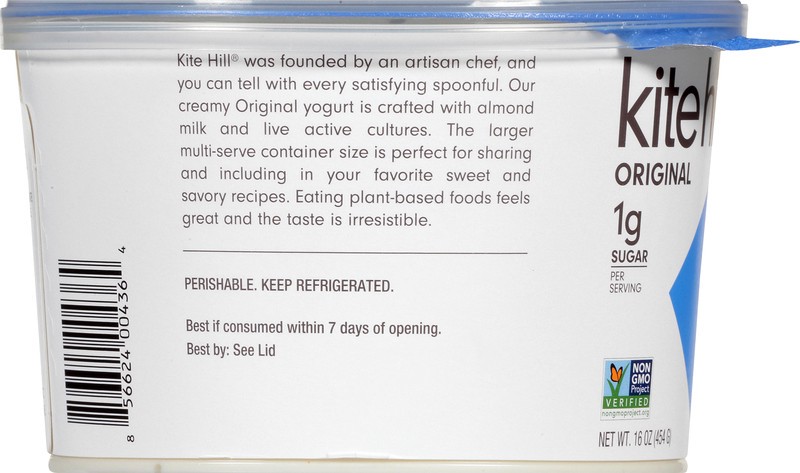 Kite Hill® was founded by an artisan chef, and
you can tell with every satisfying spoonful. Our
creamy Original yogurt is crafted with almond
milk and live active cultures. The larger
multi-serve container size is perfect for sharing
and including in your favorite sweet and
savory recipes. Eating plant-based foods feels
great and the taste is irresistible.
PERISHABLE. KEEP REFRIGERATED.
Best if consumed within 7 days of opening.
Best by: See Lid
8 56624 00436 4
kite h
ORIGINAL
1g
SUGAR
PER
SERVING
NON
GMO
Project
VERIFIED
nongmoproject.org
NET WT. 16 OZ (454 G)